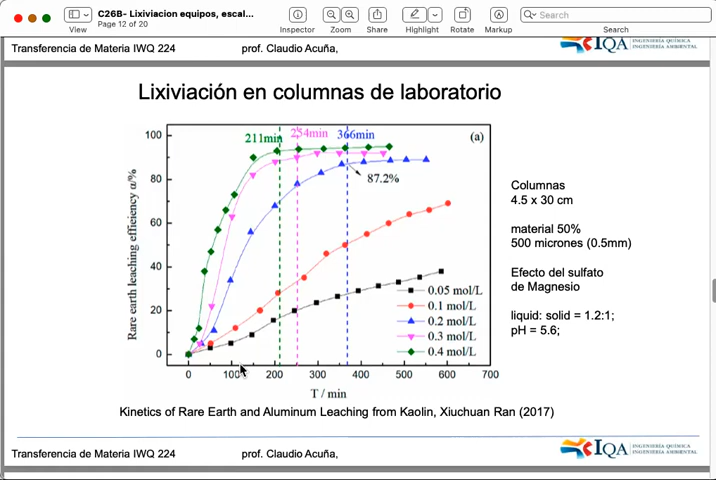 C26B- Lixiviacion equipos, escal...
Page 12 of 20
View
Inspector
Zoom
Share
Highlight
Rotate
Markup
Search
Search
Transferencia de Materia IWQ 224
prof. Claudio Acuña,
IQA
INGENIERÍA QUÍMICA
INGENIERÍA AMBIENTAL
Lixiviación en columnas de laboratorio
211min
254min
366min
(a)
87.2%
Rare earth leaching efficiency α/%
100
80
60
40
20
0
0.05 mol/L
0.1 mol/L
0.2 mol/L
0.3 mol/L
0.4 mol/L
0 100 200 300 400 500 600 700
T / min
Columnas
4.5 x 30 cm
material 50%
500 micrones (0.5mm)
Efecto del sulfato
de Magnesio
liquid: solid = 1.2:1;
pH = 5.6;
Kinetics of Rare Earth and Aluminum Leaching from Kaolin, Xiuchuan Ran (2017)
Transferencia de Materia IWQ 224
prof. Claudio Acuña,
IQA
INGENIERÍA QUÍMICA
INGENIERÍA AMBIENTAL